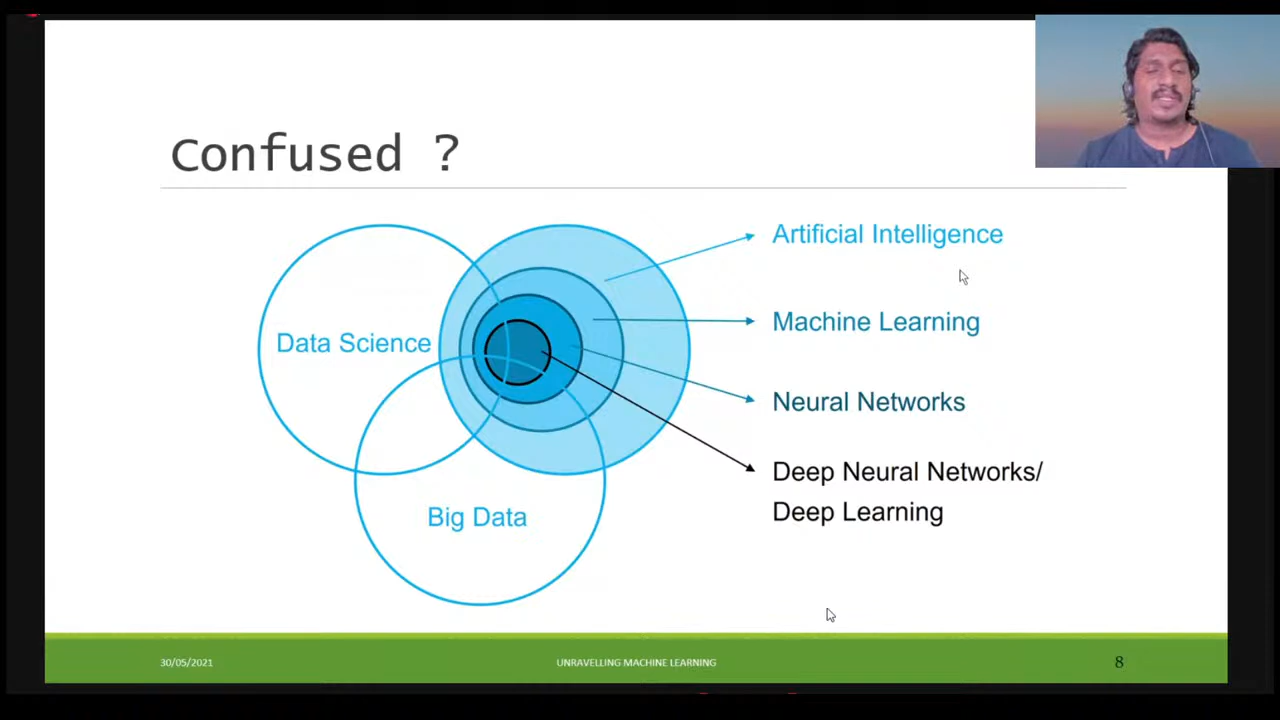 Confused ?
Artificial Intelligence
Machine Learning
Data Science
Neural Networks
Deep Neural Networks/
Deep Learning
Big Data
30/05/2021
UNRAVELLING MACHINE LEARNING
8